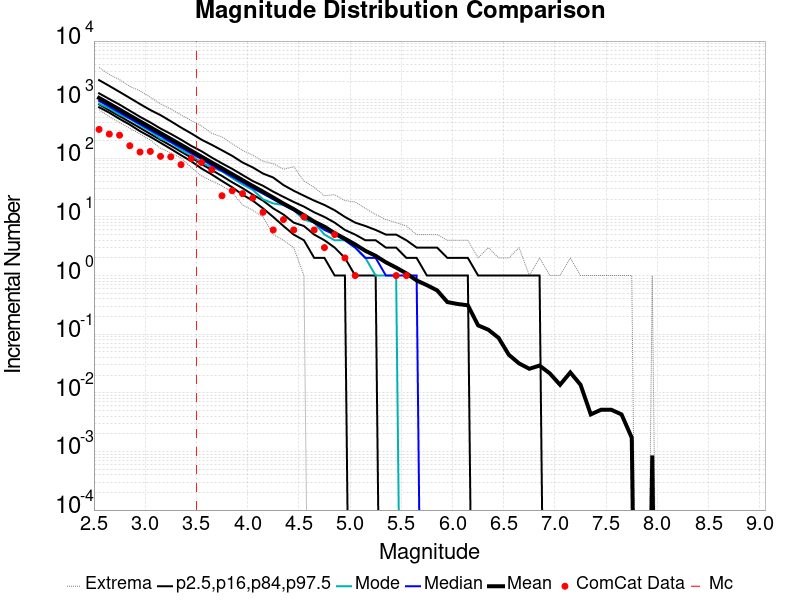 Magnitude Distribution Comparison
10^4
10^3
10^2
10^1
10^0
10^-1
10^-2
10^-3
10^-4
Incremental Number
2.5 3.0 3.5 4.0 4.5 5.0 5.5 6.0 6.5 7.0 7.5 8.0 8.5 9.0
Magnitude
Extrema p2.5,p16,p84,p97.5 Mode Median Mean ComCat Data Mc